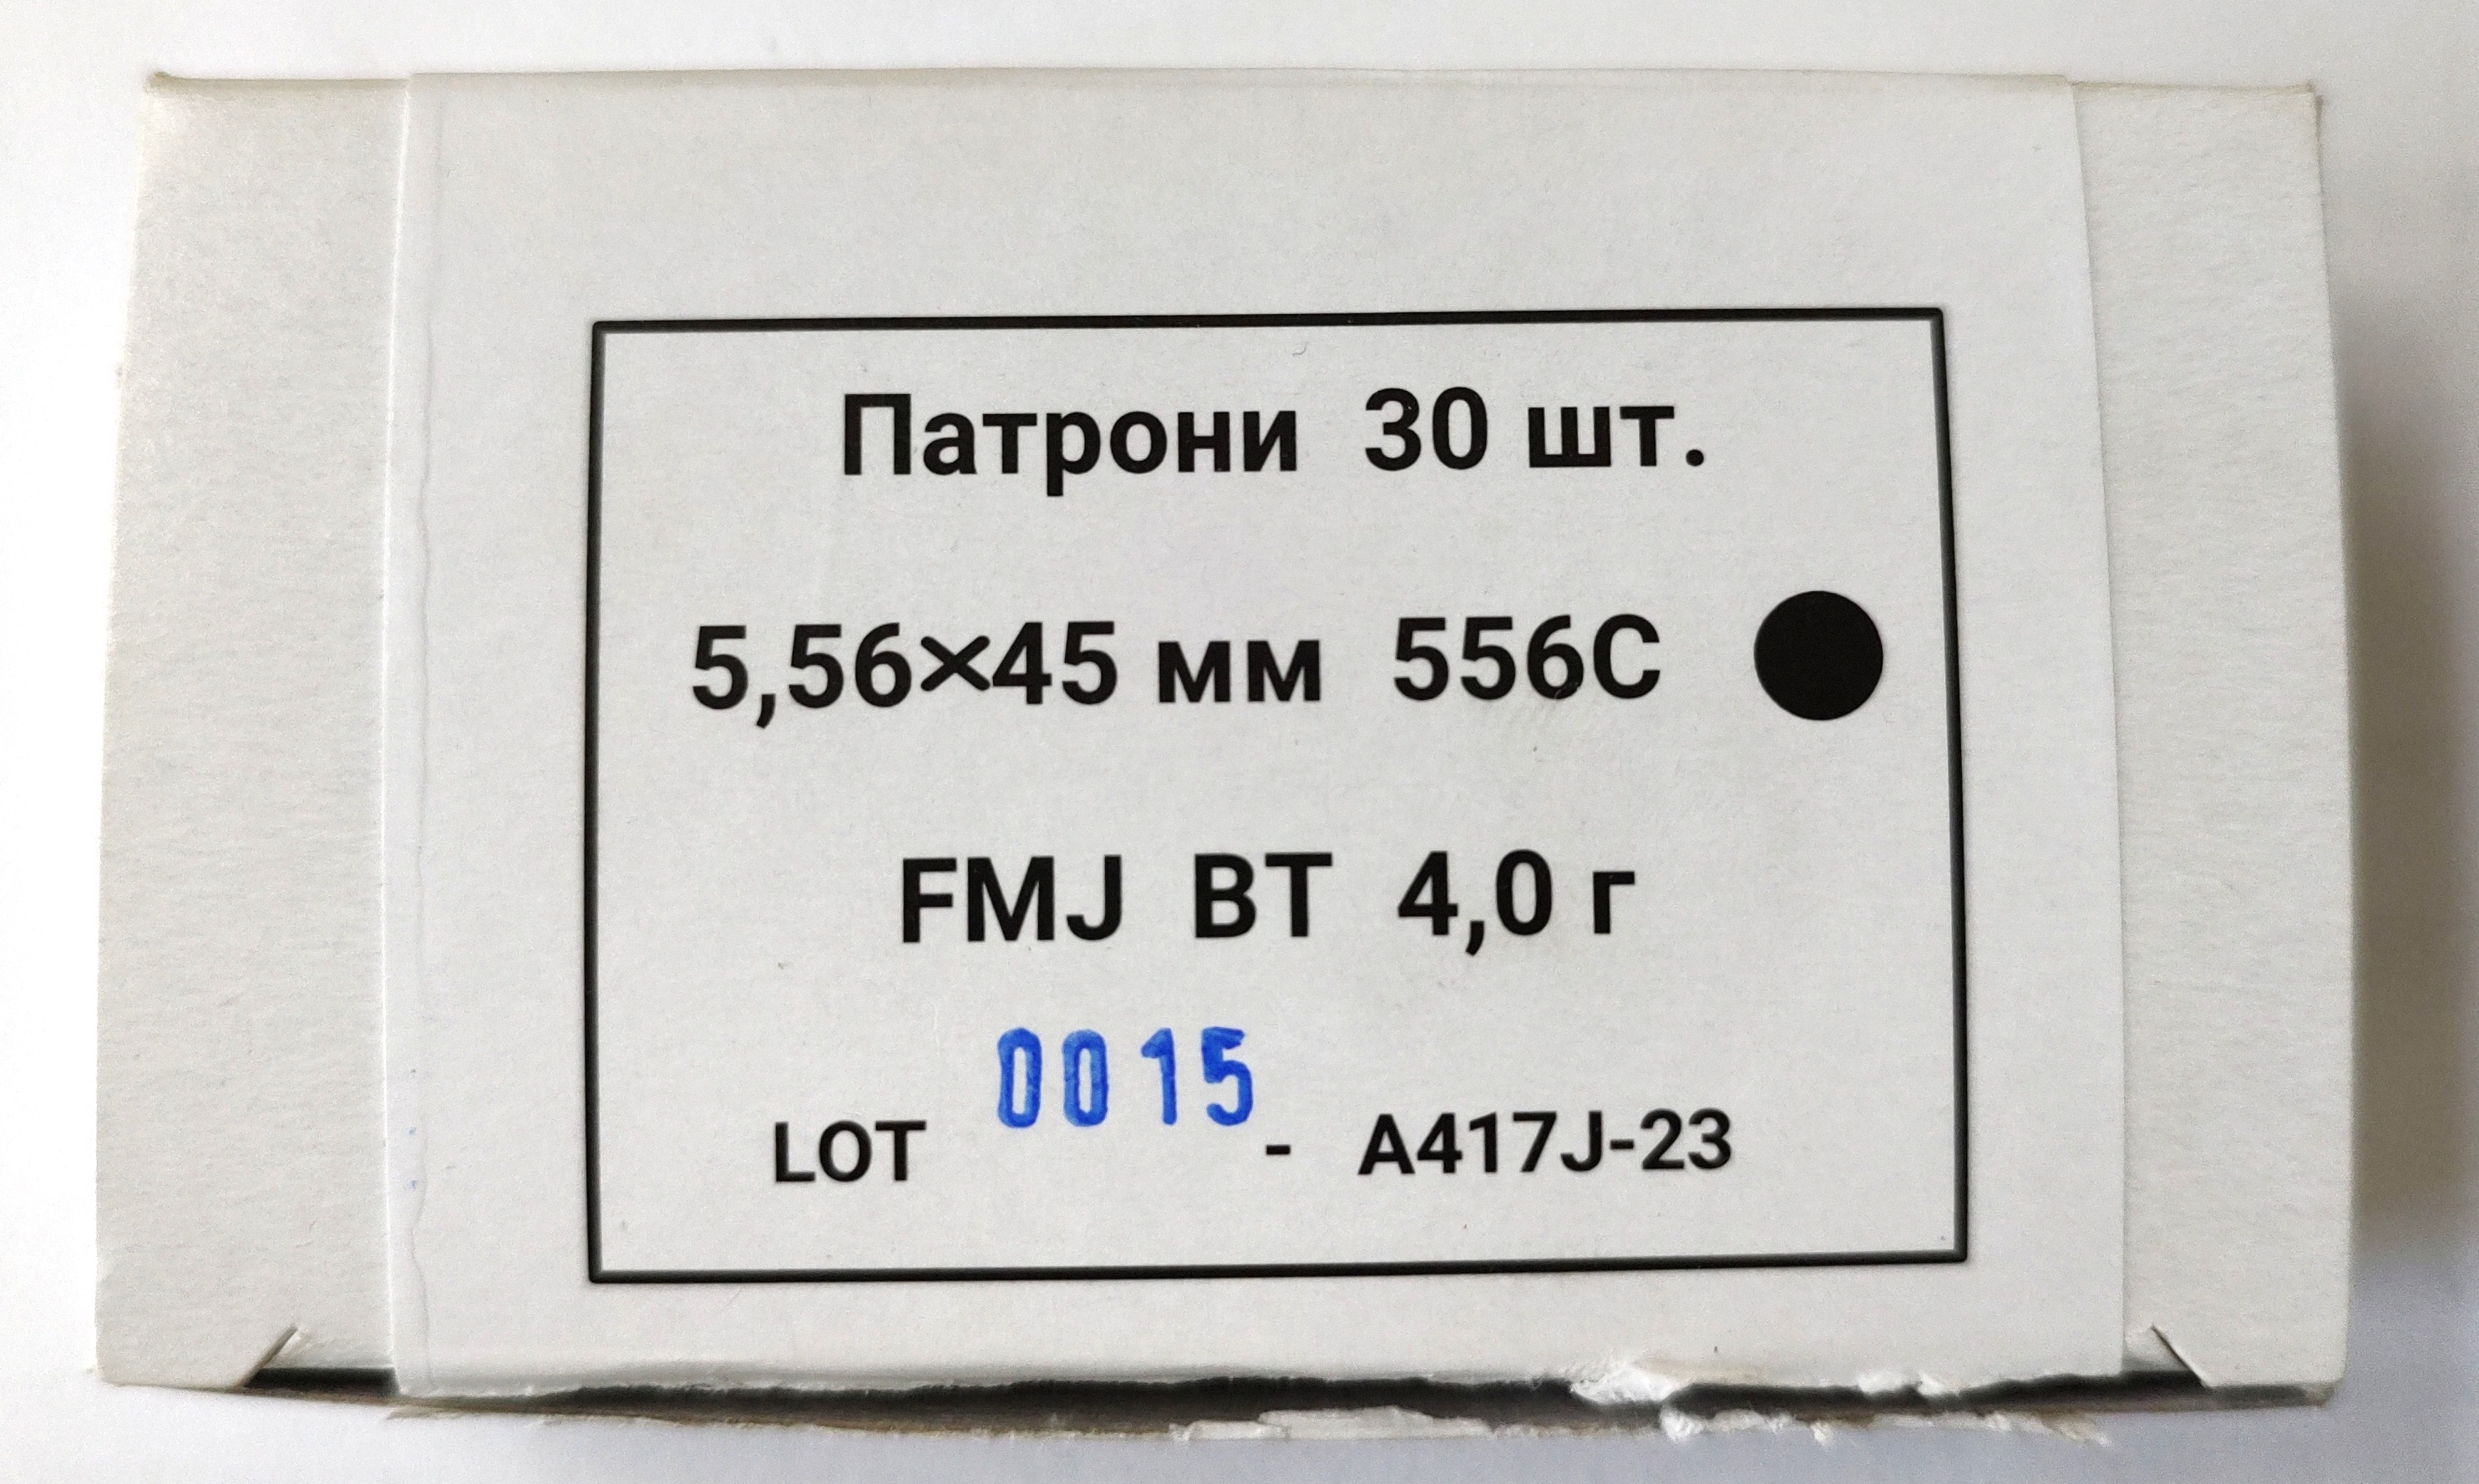 Патрони 30 шт.
5,56×45 мм 556С
FMJ BT 4,0 г
LOT 0015 - A417J-23